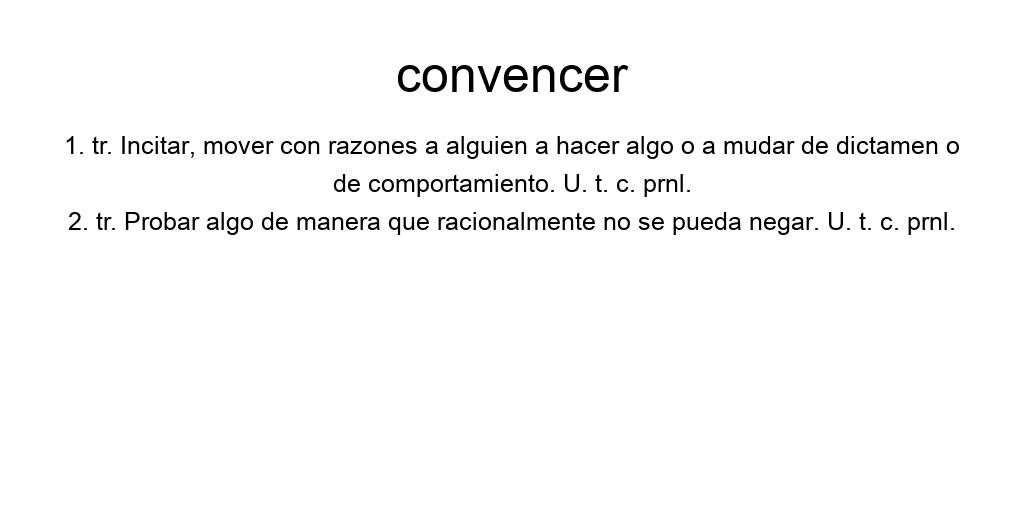 convencer
1. tr. Incitar, mover con razones a alguien a hacer algo o a mudar de dictamen o
de comportamiento. U. t. c. prnl.
2. tr. Probar algo de manera que racionalmente no se pueda negar. U. t. c. prnl.